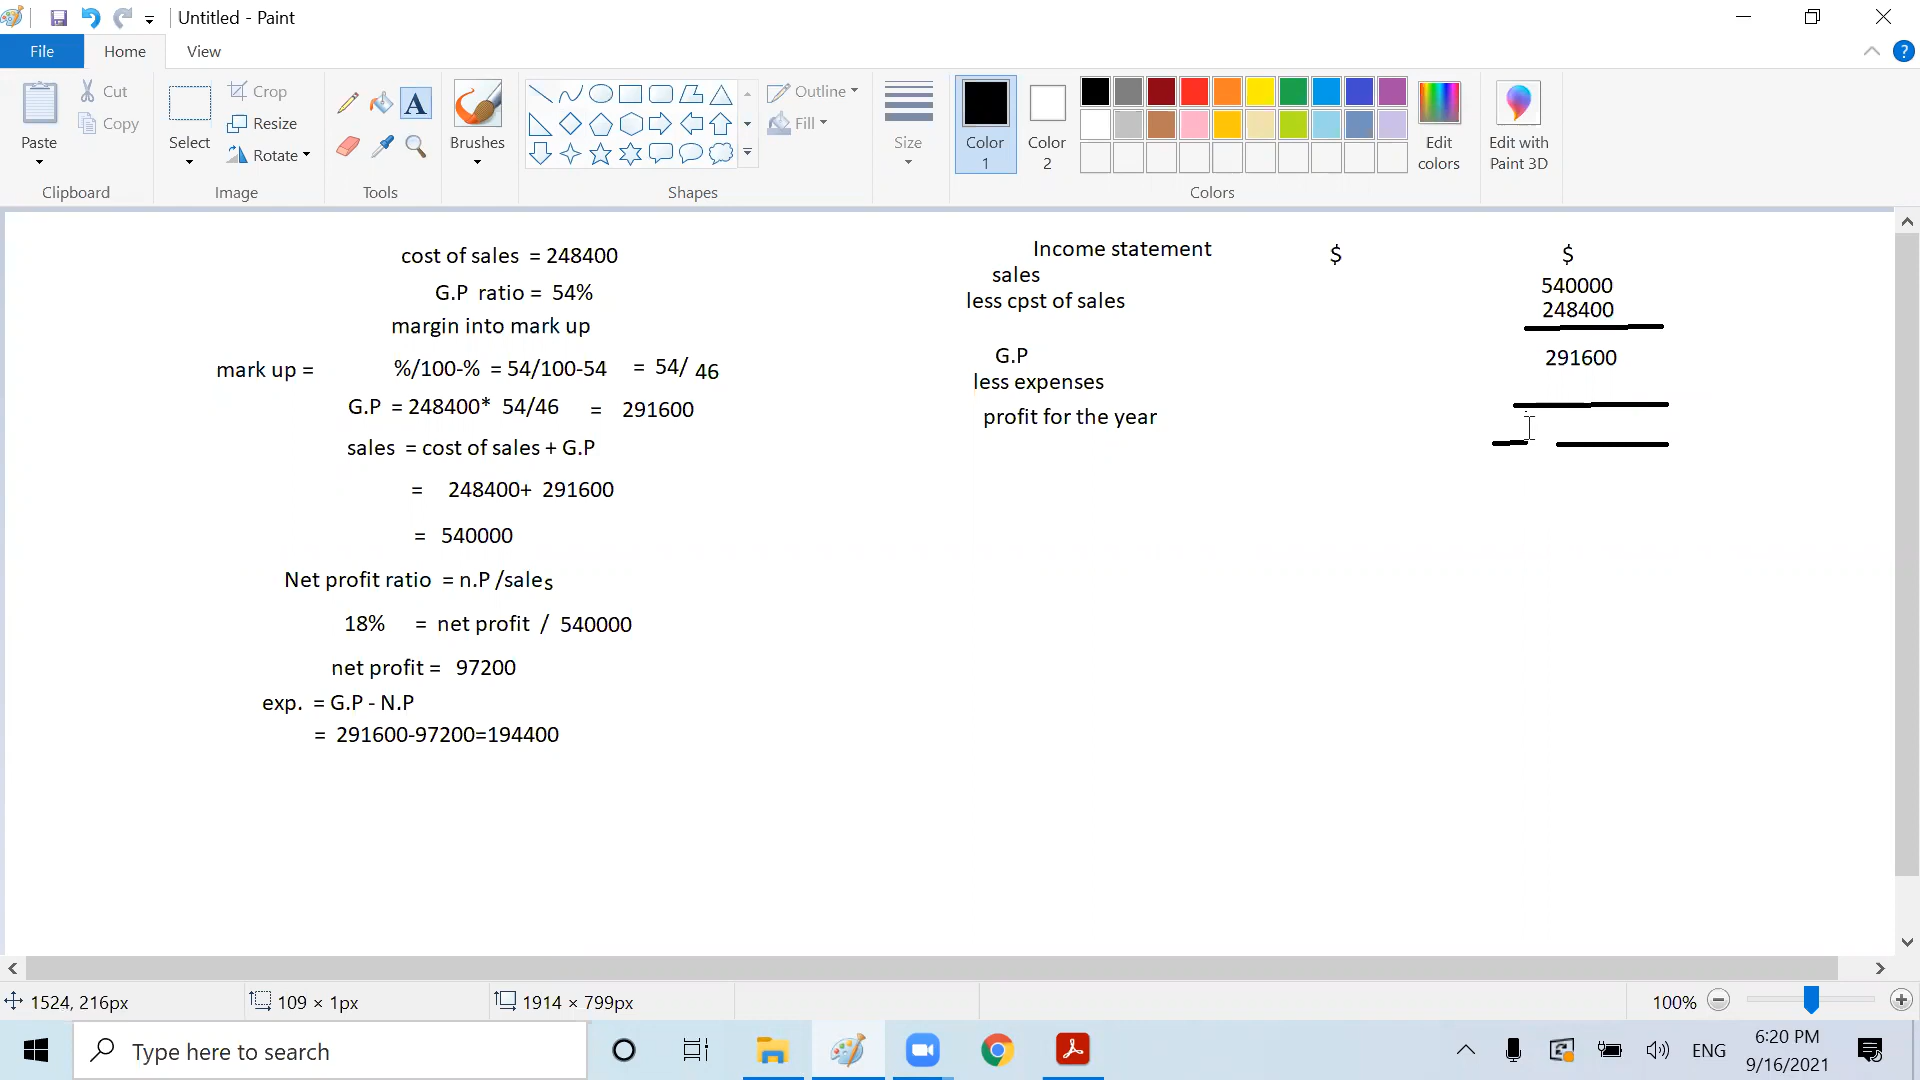 Untitled - Paint
File Home View
Paste
Cut
Copy
Clipboard
Select
Crop
Resize
Rotate
Image
A
Tools
Brushes
Shapes
Outline
Fill
Size
Color 1
Color 2
Colors
Edit colors
Edit with Paint 3D
?
cost of sales = 248400
G.P ratio = 54%
margin into mark up
mark up = %/100-% = 54/100-54 = 54/ 46
G.P = 248400* 54/46 = 291600
sales = cost of sales + G.P
= 248400+ 291600
= 540000
Net profit ratio = n.P /sales
18% = net profit / 540000
net profit = 97200
exp. = G.P - N.P
= 291600-97200=194400
Income statement $ $
sales 540000
less cpst of sales 248400
G.P 291600
less expenses
profit for the year
1524, 216px
109 × 1px
1914 × 799px
100%
Type here to search
ENG
6:20 PM
9/16/2021